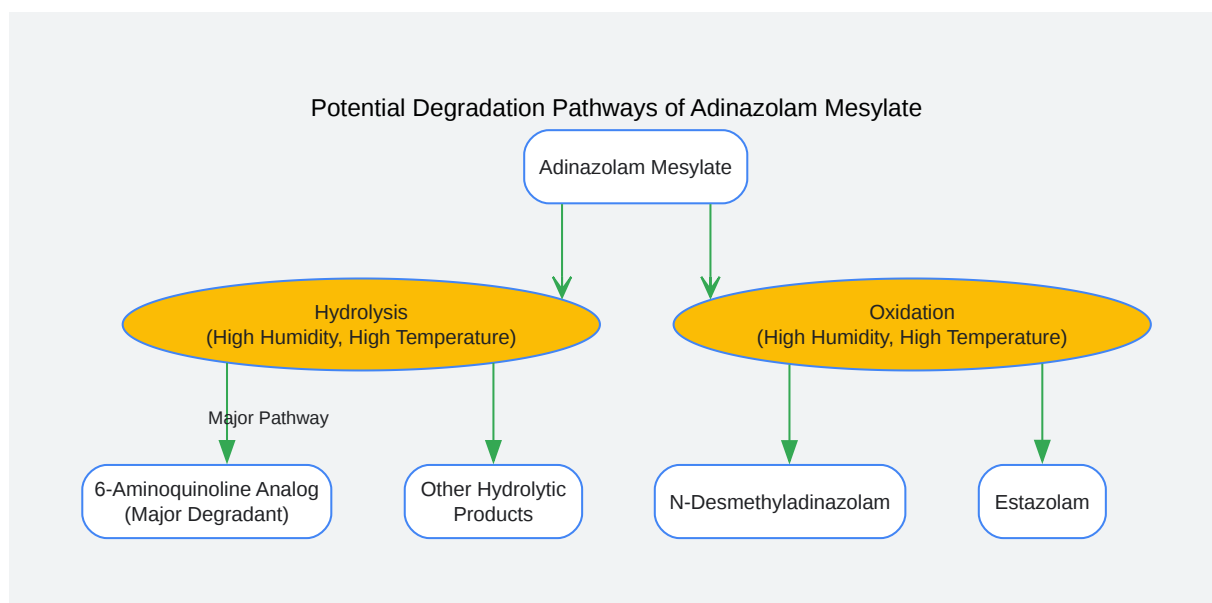 Potential Degradation Pathways of Adinazolam Mesylate
Adinazolam Mesylate
Hydrolysis
(High Humidity, High Temperature)
Oxidation
(High Humidity, High Temperature)
Major Pathway
6-Aminoquinoline Analog
(Major Degradant)
Other Hydrolytic
Products
N-Desmethyladinazolam
Estazolam